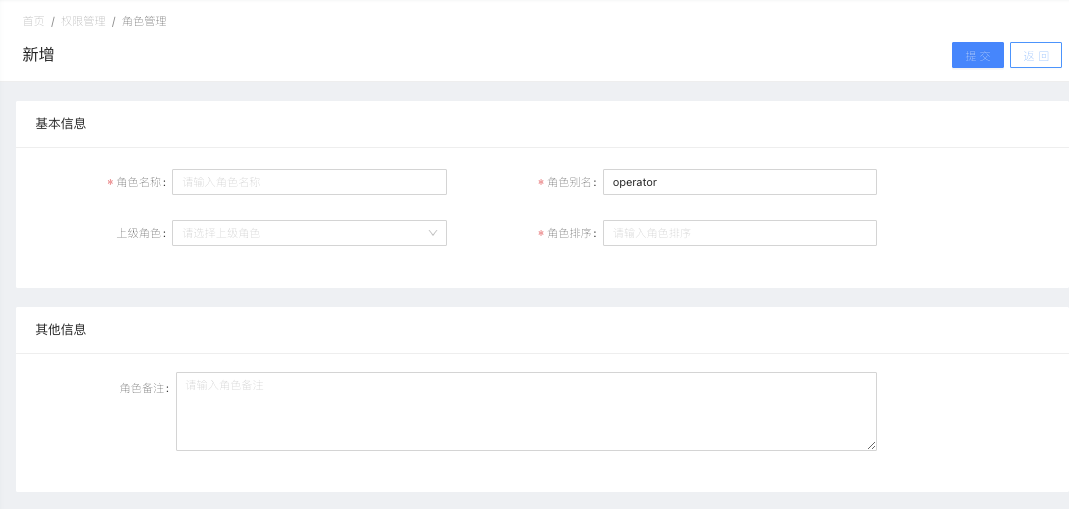 首页 / 权限管理 / 角色管理
新增
提 交 返 回
基本信息
* 角色名称: 请输入角色名称 * 角色别名: operator
上级角色: 请选择上级角色 * 角色排序: 请输入角色排序
其他信息
角色备注: 请输入角色备注